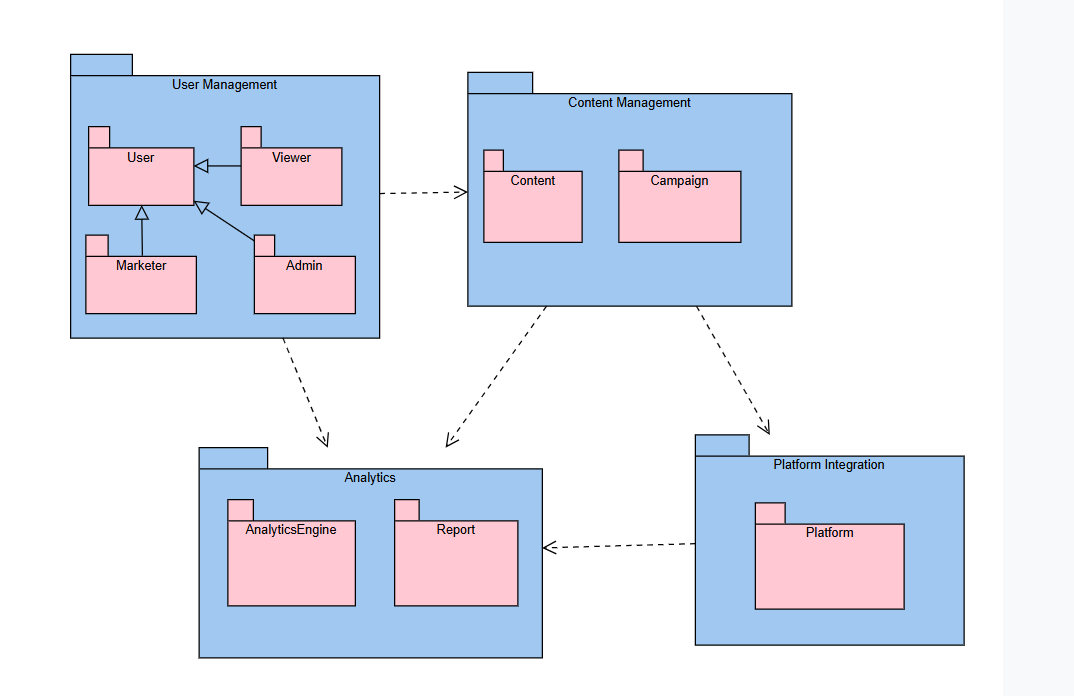 User Management
User
Viewer
Marketer
Admin
Content Management
Content
Campaign
Analytics
AnalyticsEngine
Report
Platform Integration
Platform